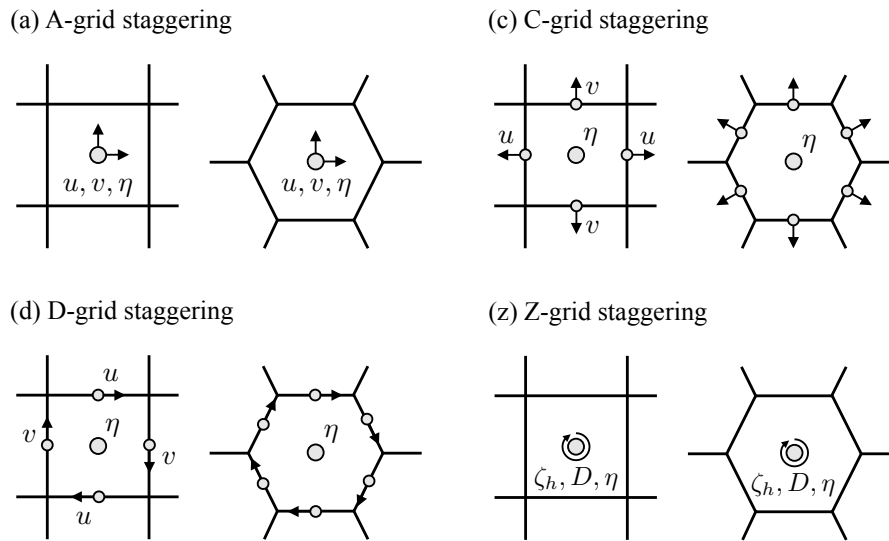 (a) A-grid staggering
u, v, η
u, v, η
(c) C-grid staggering
v
u
η
u
v
η
(d) D-grid staggering
u
v
η
v
u
η
(z) Z-grid staggering
ζₕ, D, η
ζₕ, D, η